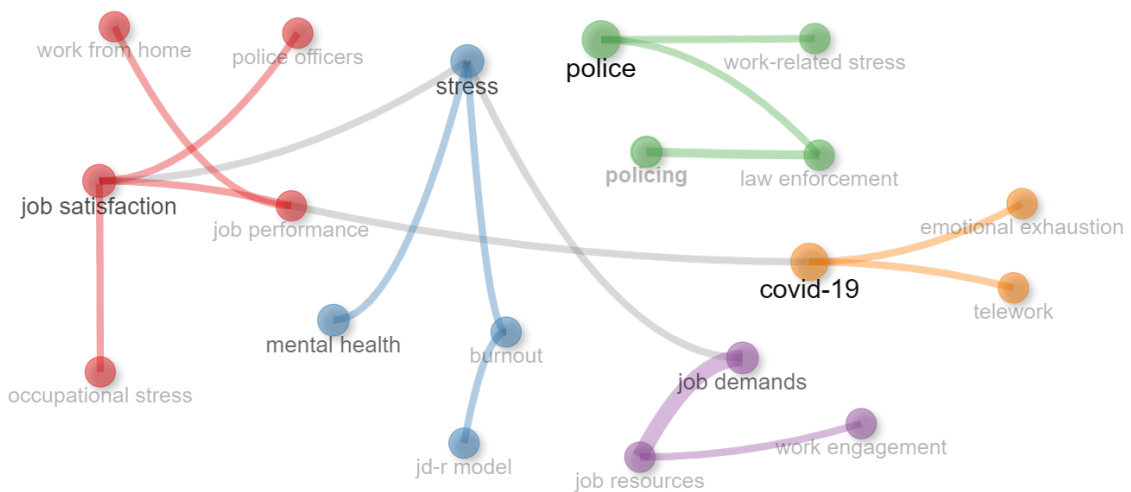 work from home
police officers
stress
police
work-related stress
policing
law enforcement
job satisfaction
job performance
emotional exhaustion
covid-19
telework
mental health
burnout
job demands
occupational stress
jd-r model
job resources
work engagement